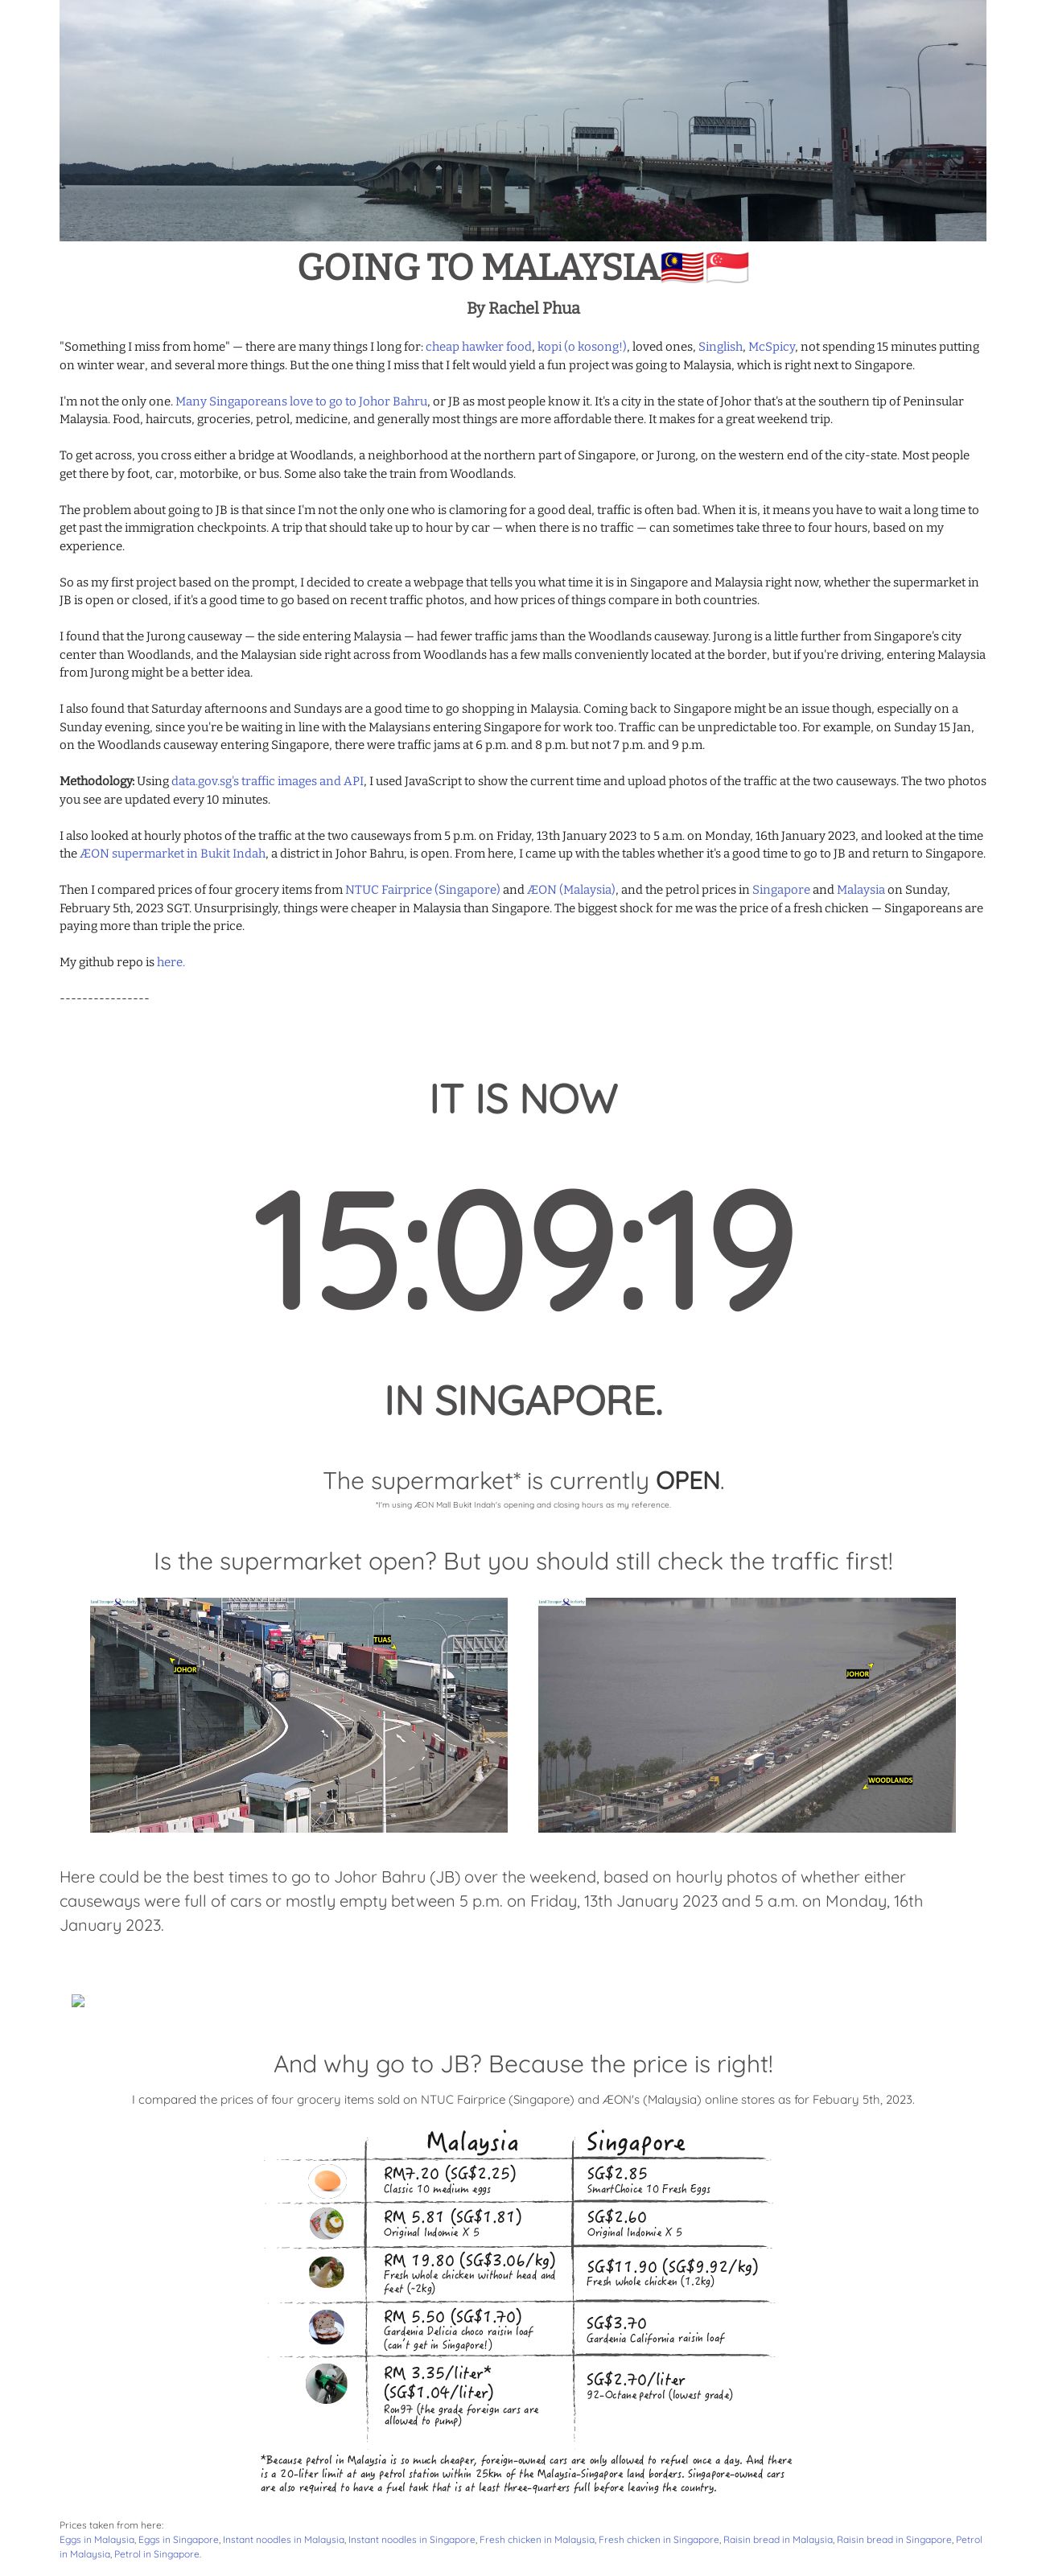 GOING TO MALAYSIA🇲🇾🇸🇬
By Rachel Phua
"Something I miss from home" — there are many things I long for: cheap hawker food, kopi (o kosong!), loved ones, Singlish, McSpicy, not spending 15 minutes putting
on winter wear, and several more things. But the one thing I miss that I felt would yield a fun project was going to Malaysia, which is right next to Singapore.
I'm not the only one. Many Singaporeans love to go to Johor Bahru, or JB as most people know it. It's a city in the state of Johor that's at the southern tip of Peninsular
Malaysia. Food, haircuts, groceries, petrol, medicine, and generally most things are more affordable there. It makes for a great weekend trip.
To get across, you cross either a bridge at Woodlands, a neighborhood at the northern part of Singapore, or Jurong, on the western end of the city-state. Most people
get there by foot, car, motorbike, or bus. Some also take the train from Woodlands.
The problem about going to JB is that since I'm not the only one who is clamoring for a good deal, traffic is often bad. When it is, it means you have to wait a long time to
get past the immigration checkpoints. A trip that should take up to hour by car — when there is no traffic — can sometimes take three to four hours, based on my
experience.
So as my first project based on the prompt, I decided to create a webpage that tells you what time it is in Singapore and Malaysia right now, whether the supermarket in
JB is open or closed, if it's a good time to go based on recent traffic photos, and how prices of things compare in both countries.
I found that the Jurong causeway — the side entering Malaysia — had fewer traffic jams than the Woodlands causeway. Jurong is a little further from Singapore's city
center than Woodlands, and the Malaysian side right across from Woodlands has a few malls conveniently located at the border, but if you're driving, entering Malaysia
from Jurong might be a better idea.
I also found that Saturday afternoons and Sundays are a good time to go shopping in Malaysia. Coming back to Singapore might be an issue though, especially on a
Sunday evening, since you're be waiting in line with the Malaysians entering Singapore for work too. Traffic can be unpredictable too. For example, on Sunday 15 Jan,
on the Woodlands causeway entering Singapore, there were traffic jams at 6 p.m. and 8 p.m. but not 7 p.m. and 9 p.m.
Methodology: Using data.gov.sg's traffic images and API, I used JavaScript to show the current time and upload photos of the traffic at the two causeways. The two photos
you see are updated every 10 minutes.
I also looked at hourly photos of the traffic at the two causeways from 5 p.m. on Friday, 13th January 2023 to 5 a.m. on Monday, 16th January 2023, and looked at the time
the ÆON supermarket in Bukit Indah, a district in Johor Bahru, is open. From here, I came up with the tables whether it's a good time to go to JB and return to Singapore.
Then I compared prices of four grocery items from NTUC Fairprice (Singapore) and ÆON (Malaysia), and the petrol prices in Singapore and Malaysia on Sunday,
February 5th, 2023 SGT. Unsurprisingly, things were cheaper in Malaysia than Singapore. The biggest shock for me was the price of a fresh chicken — Singaporeans are
paying more than triple the price.
My github repo is here.
----------------
IT IS NOW
15:09:19
IN SINGAPORE.
The supermarket* is currently OPEN.
*I'm using ÆON Mall Bukit Indah's opening and closing hours as my reference.
Is the supermarket open? But you should still check the traffic first!
TUAS
JOHOR
JOHOR
WOODLANDS
Here could be the best times to go to Johor Bahru (JB) over the weekend, based on hourly photos of whether either
causeways were full of cars or mostly empty between 5 p.m. on Friday, 13th January 2023 and 5 a.m. on Monday, 16th
January 2023.
And why go to JB? Because the price is right!
I compared the prices of four grocery items sold on NTUC Fairprice (Singapore) and ÆON's (Malaysia) online stores as for Febuary 5th, 2023.
Malaysia Singapore
RM7.20 (SG$2.25) SG$2.85
Classic 10 medium eggs SmartChoice 10 Fresh Eggs
RM 5.81 (SG$1.81) SG$2.60
Original Indomie X 5 Original Indomie X 5
RM 19.80 (SG$3.06/kg) SG$11.90 (SG$9.92/kg)
Fresh whole chicken without head and Fresh whole chicken (1.2kg)
feet (~2kg)
RM 5.50 (SG$1.70) SG$3.70
Gardenia Delicia choco raisin loaf Gardenia California raisin loaf
(can't get in Singapore!)
RM 3.35/liter* SG$2.70/liter
(SG$1.04/liter) 92-Octane petrol (lowest grade)
Ron97 (the grade foreign cars are
allowed to pump)
*Because petrol in Malaysia is so much cheaper, foreign-owned cars are only allowed to refuel once a day. And there
is a 20-liter limit at any petrol station within 25km of the Malaysia-Singapore land borders. Singapore-owned cars
are also required to have a fuel tank that is at least three-quarters full before leaving the country.
Prices taken from here:
Eggs in Malaysia, Eggs in Singapore, Instant noodles in Malaysia, Instant noodles in Singapore, Fresh chicken in Malaysia, Fresh chicken in Singapore, Raisin bread in Malaysia, Raisin bread in Singapore, Petrol
in Malaysia, Petrol in Singapore.